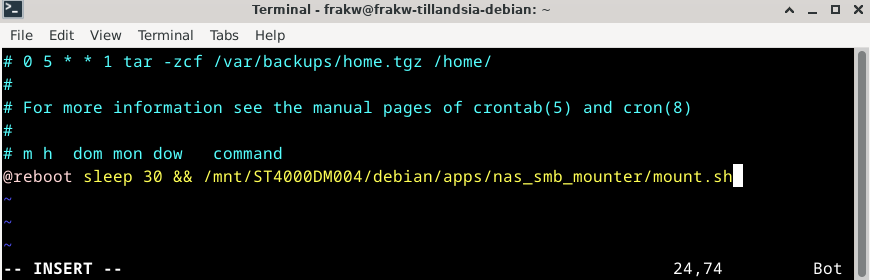 Terminal - frakw@frakw-tillandsia-debian: ~
File Edit View Terminal Tabs Help
# 0 5 * * 1 tar -zcf /var/backups/home.tgz /home/
#
# For more information see the manual pages of crontab(5) and cron(8)
#
# m h  dom mon dow   command
@reboot sleep 30 && /mnt/ST4000DM004/debian/apps/nas_smb_mounter/mount.sh
~
~
~
-- INSERT -- 24,74 Bot